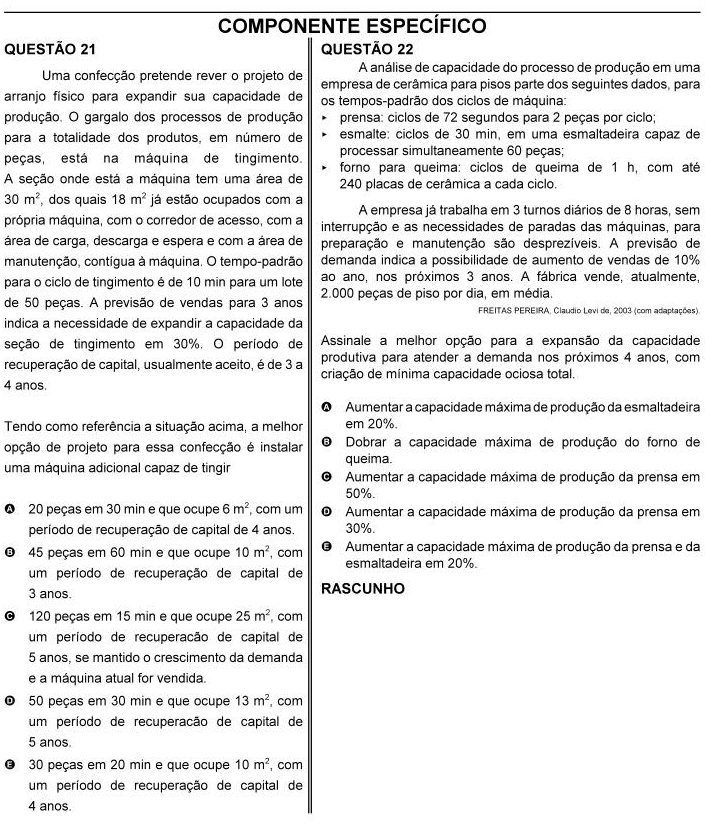 COMPONENTE ESPECÍFICO
QUESTÃO 21
Uma confecção pretende rever o projeto de
arranjo físico para expandir sua capacidade de
produção. O gargalo dos processos de produção
para a totalidade dos produtos, em número de
peças, está na máquina de tingimento.
A seção onde está a máquina tem uma área de
30 m², dos quais 18 m² já estão ocupados com a
própria máquina, com o corredor de acesso, com a
área de carga, descarga e espera e com a área de
manutenção, contígua à máquina. O tempo-padrão
para o ciclo de tingimento é de 10 min para um lote
de 50 peças. A previsão de vendas para 3 anos
indica a necessidade de expandir a capacidade da
seção de tingimento em 30%. O período de
recuperação de capital, usualmente aceito, é de 3 a
4 anos.
Tendo como referência a situação acima, a melhor
opção de projeto para essa confecção é instalar
uma máquina adicional capaz de tingir
A 20 peças em 30 min e que ocupe 6 m², com um
período de recuperação de capital de 4 anos.
B 45 peças em 60 min e que ocupe 10 m², com
um período de recuperação de capital de
3 anos.
C 120 peças em 15 min e que ocupe 25 m², com
um período de recuperacão de capital de
5 anos, se mantido o crescimento da demanda
e a máquina atual for vendida.
D 50 peças em 30 min e que ocupe 13 m², com
um período de recuperacão de capital de
5 anos.
E 30 peças em 20 min e que ocupe 10 m², com
um período de recuperação de capital de
4 anos.
QUESTÃO 22
A análise de capacidade do processo de produção em uma
empresa de cerâmica para pisos parte dos seguintes dados, para
os tempos-padrão dos ciclos de máquina:
‣ prensa: ciclos de 72 segundos para 2 peças por ciclo;
‣ esmalte: ciclos de 30 min, em uma esmaltadeira capaz de
processar simultaneamente 60 peças;
‣ forno para queima: ciclos de queima de 1 h, com até
240 placas de cerâmica a cada ciclo.
A empresa já trabalha em 3 turnos diários de 8 horas, sem
interrupção e as necessidades de paradas das máquinas, para
preparação e manutenção são desprezíveis. A previsão de
demanda indica a possibilidade de aumento de vendas de 10%
ao ano, nos próximos 3 anos. A fábrica vende, atualmente,
2.000 peças de piso por dia, em média.
FREITAS PEREIRA, Claudio Levi de, 2003 (com adaptações).
Assinale a melhor opção para a expansão da capacidade
produtiva para atender a demanda nos próximos 4 anos, com
criação de mínima capacidade ociosa total.
A Aumentar a capacidade máxima de produção da esmaltadeira
em 20%.
B Dobrar a capacidade máxima de produção do forno de
queima.
C Aumentar a capacidade máxima de produção da prensa em
50%.
D Aumentar a capacidade máxima de produção da prensa em
30%.
E Aumentar a capacidade máxima de produção da prensa e da
esmaltadeira em 20%.
RASCUNHO